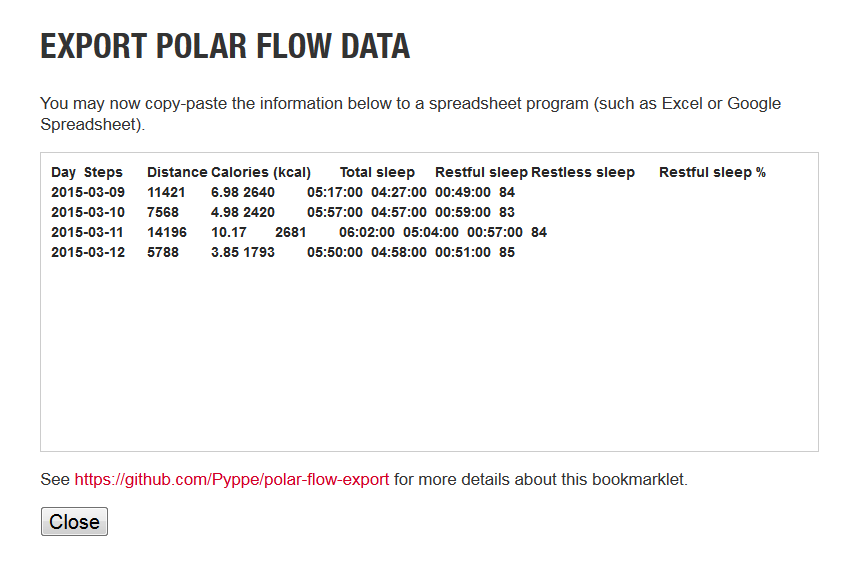 EXPORT POLAR FLOW DATA
You may now copy-paste the information below to a spreadsheet program (such as Excel or Google
Spreadsheet).
Day Steps Distance Calories (kcal) Total sleep Restful sleep Restless sleep Restful sleep %
2015-03-09 11421 6.98 2640 05:17:00 04:27:00 00:49:00 84
2015-03-10 7568 4.98 2420 05:57:00 04:57:00 00:59:00 83
2015-03-11 14196 10.17 2681 06:02:00 05:04:00 00:57:00 84
2015-03-12 5788 3.85 1793 05:50:00 04:58:00 00:51:00 85
See https://github.com/Pyppe/polar-flow-export for more details about this bookmarklet.
Close